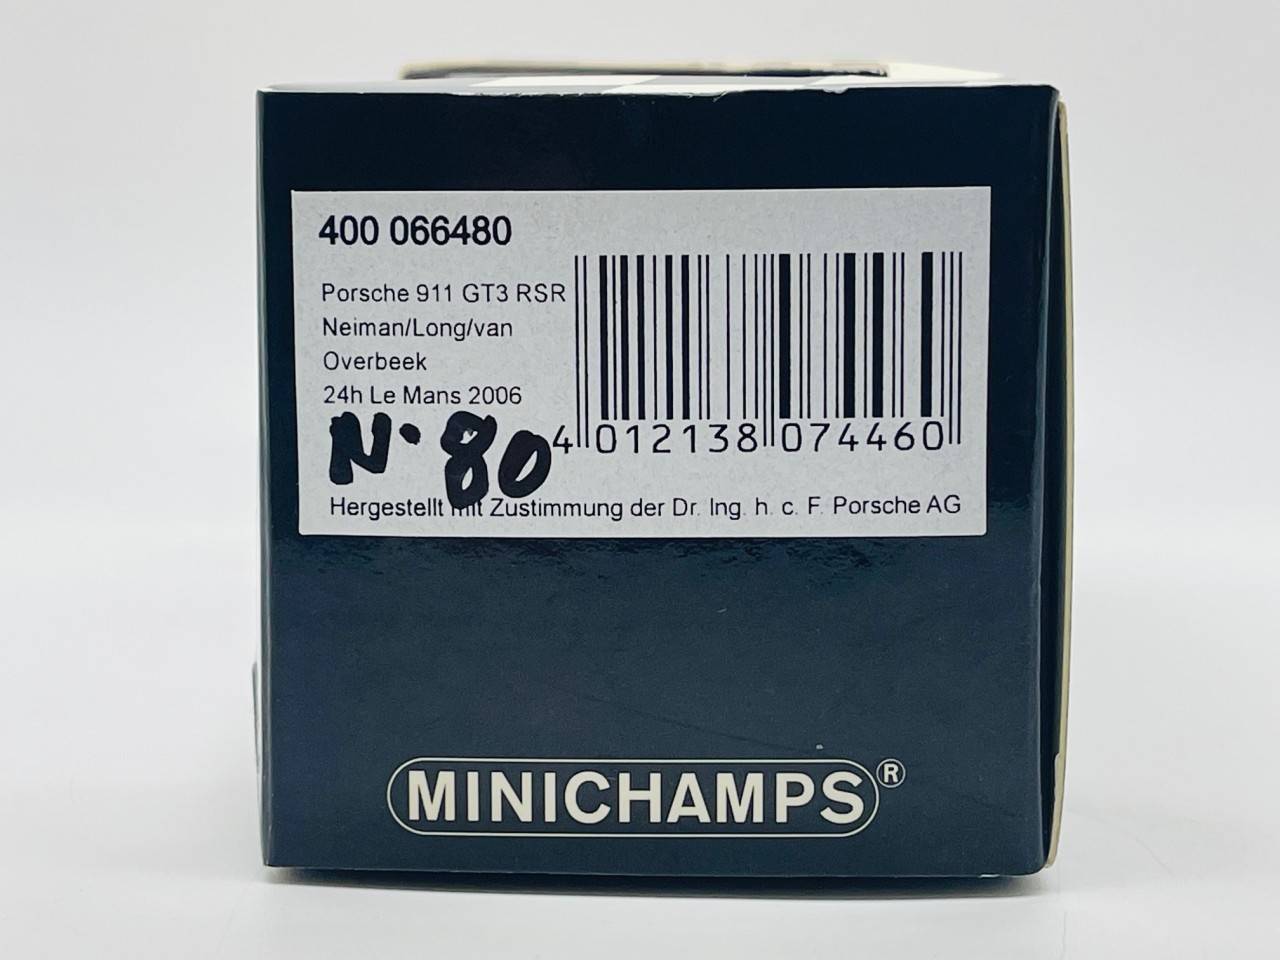 400 066480
Porsche 911 GT3 RSR
Neiman/Long/van
Overbeek
24h Le Mans 2006
N· 80
4 012138 074460
Hergestellt mit Zustimmung der Dr. Ing. h. c. F. Porsche AG
MINICHAMPS®